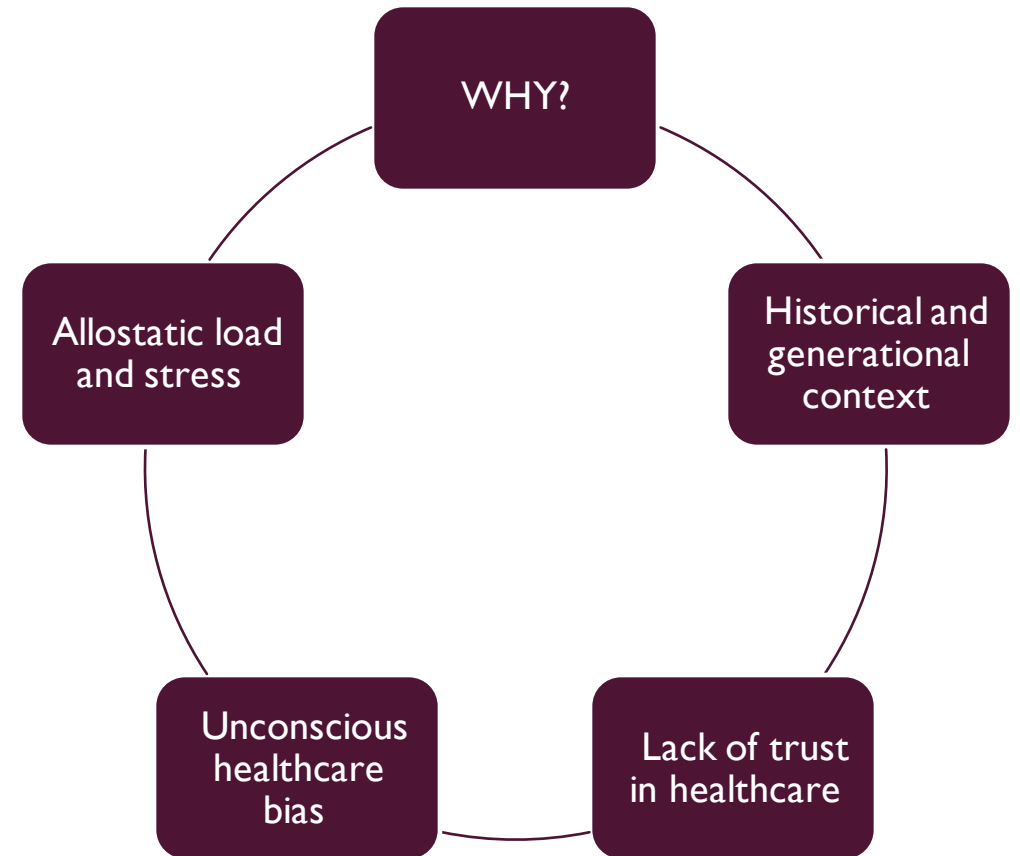 WHY?
Historical and
generational
context
Lack of trust
in healthcare
Unconscious
healthcare
bias
Allostatic load
and stress